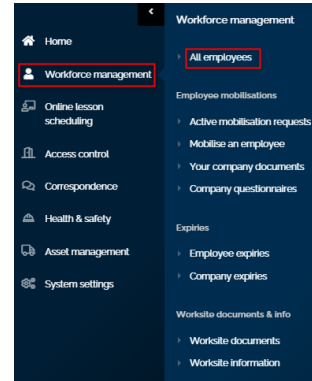 Home
Workforce management
Online lesson
scheduling
Access control
Correspondence
Health & safety
Asset management
System settings
Workforce management
All employees
Employee mobilisations
Active mobilisation requests
Mobilise an employee
Your company documents
Company questionnaires
Expiries
Employee expiries
Company expiries
Worksite documents & info
Worksite documents
Worksite information